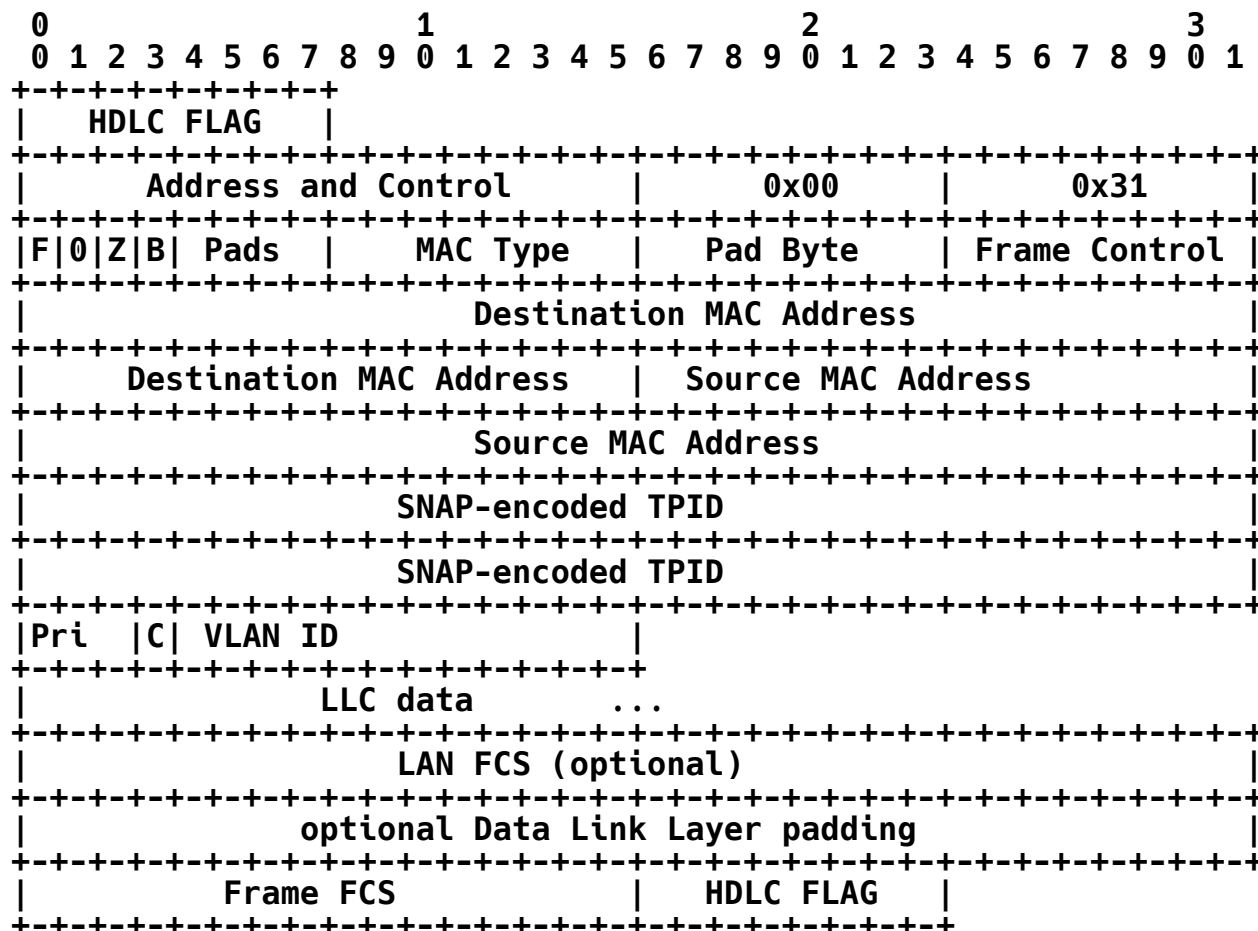 0                   1                   2                   3
 0 1 2 3 4 5 6 7 8 9 0 1 2 3 4 5 6 7 8 9 0 1 2 3 4 5 6 7 8 9 0 1
+-+-+-+-+-+-+-+-+
|   HDLC FLAG   |
+-+-+-+-+-+-+-+-+-+-+-+-+-+-+-+-+-+-+-+-+-+-+-+-+-+-+-+-+-+-+-+-+
|      Address and Control      |      0x00     |      0x31     |
+-+-+-+-+-+-+-+-+-+-+-+-+-+-+-+-+-+-+-+-+-+-+-+-+-+-+-+-+-+-+-+-+
|F|0|Z|B| Pads  |    MAC Type   |   Pad Byte    | Frame Control |
+-+-+-+-+-+-+-+-+-+-+-+-+-+-+-+-+-+-+-+-+-+-+-+-+-+-+-+-+-+-+-+-+
|                       Destination MAC Address                 |
+-+-+-+-+-+-+-+-+-+-+-+-+-+-+-+-+-+-+-+-+-+-+-+-+-+-+-+-+-+-+-+-+
|     Destination MAC Address   |  Source MAC Address           |
+-+-+-+-+-+-+-+-+-+-+-+-+-+-+-+-+-+-+-+-+-+-+-+-+-+-+-+-+-+-+-+-+
|                       Source MAC Address                      |
+-+-+-+-+-+-+-+-+-+-+-+-+-+-+-+-+-+-+-+-+-+-+-+-+-+-+-+-+-+-+-+-+
|                   SNAP-encoded TPID                           |
+-+-+-+-+-+-+-+-+-+-+-+-+-+-+-+-+-+-+-+-+-+-+-+-+-+-+-+-+-+-+-+-+
|                   SNAP-encoded TPID                           |
+-+-+-+-+-+-+-+-+-+-+-+-+-+-+-+-+-+-+-+-+-+-+-+-+-+-+-+-+-+-+-+-+
|Pri  |C| VLAN ID               |
+-+-+-+-+-+-+-+-+-+-+-+-+-+-+-+-+
|               LLC data       ...
+-+-+-+-+-+-+-+-+-+-+-+-+-+-+-+-+-+-+-+-+-+-+-+-+-+-+-+-+-+-+-+-+
|                   LAN FCS (optional)                          |
+-+-+-+-+-+-+-+-+-+-+-+-+-+-+-+-+-+-+-+-+-+-+-+-+-+-+-+-+-+-+-+-+
|              optional Data Link Layer padding                 |
+-+-+-+-+-+-+-+-+-+-+-+-+-+-+-+-+-+-+-+-+-+-+-+-+-+-+-+-+-+-+-+-+
|          Frame FCS            |   HDLC FLAG   |
+-+-+-+-+-+-+-+-+-+-+-+-+-+-+-+-+-+-+-+-+-+-+-+-+